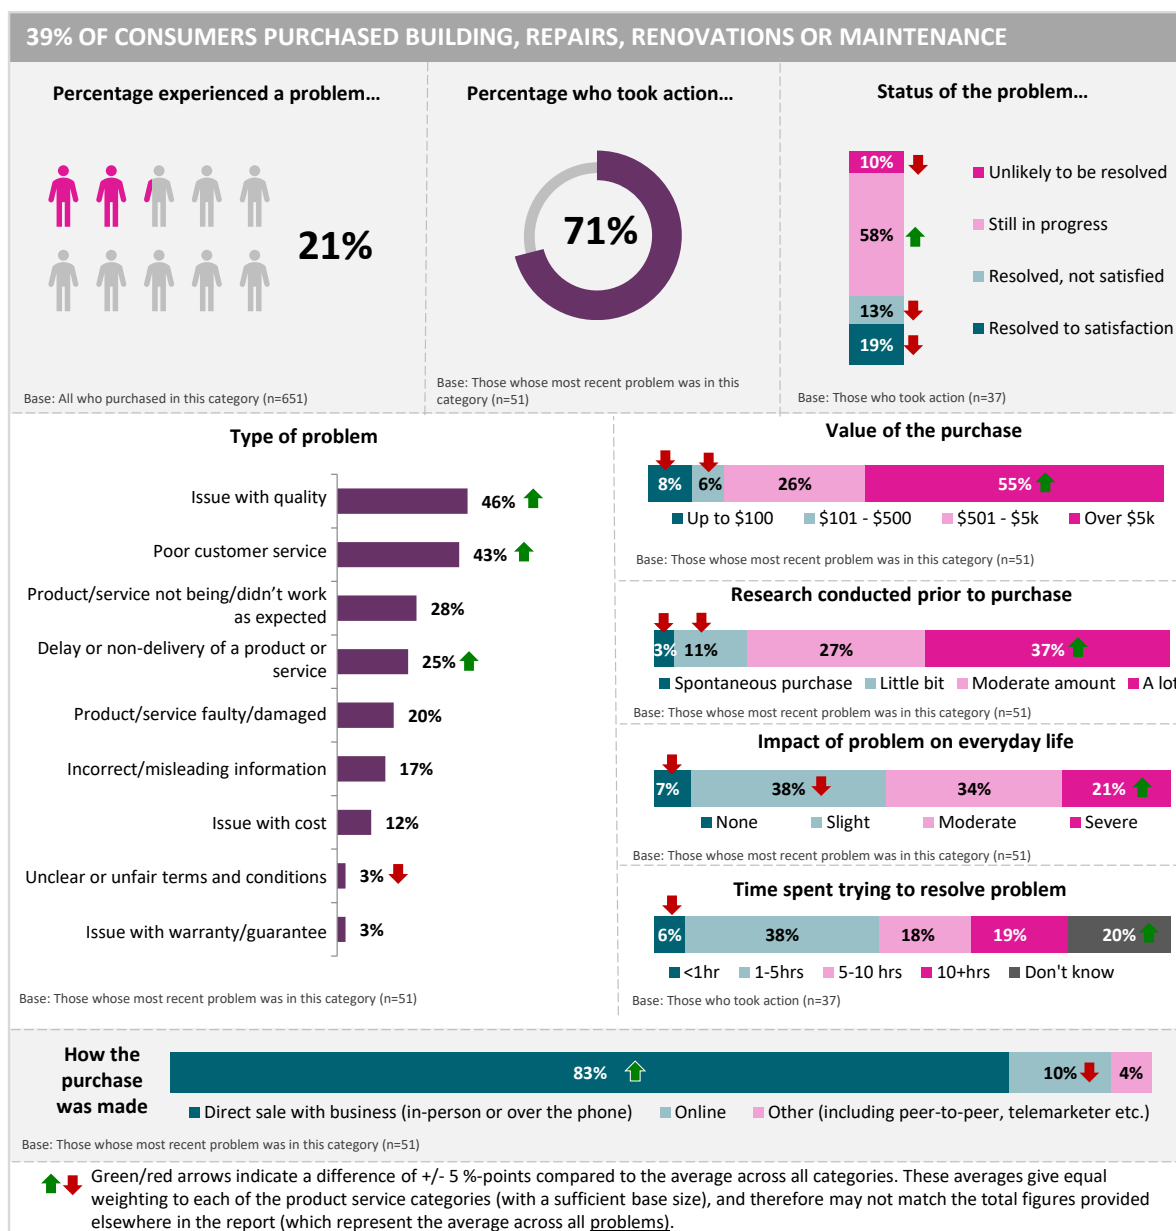 39% OF CONSUMERS PURCHASED BUILDING, REPAIRS, RENOVATIONS OR MAINTENANCE
Percentage experienced a problem...
21%
Base: All who purchased in this category (n=651)
Percentage who took action...
71%
Base: Those whose most recent problem was in this
category (n=51)
Status of the problem...
10%
58%
13%
19%
Unlikely to be resolved
Still in progress
Resolved, not satisfied
Resolved to satisfaction
Base: Those who took action (n=37)
Type of problem
Issue with quality 46%
Poor customer service 43%
Product/service not being/didn't work
as expected 28%
Delay or non-delivery of a product or
service 25%
Product/service faulty/damaged 20%
Incorrect/misleading information 17%
Issue with cost 12%
Unclear or unfair terms and conditions 3%
Issue with warranty/guarantee 3%
Base: Those whose most recent problem was in this category (n=51)
Value of the purchase
8% 6% 26% 55%
Up to $100 $101 - $500 $501 - $5k Over $5k
Base: Those whose most recent problem was in this category (n=51)
Research conducted prior to purchase
3% 11% 27% 37%
Spontaneous purchase Little bit Moderate amount A lot
Base: Those whose most recent problem was in this category (n=51)
Impact of problem on everyday life
7% 38% 34% 21%
None Slight Moderate Severe
Base: Those whose most recent problem was in this category (n=51)
Time spent trying to resolve problem
6% 38% 18% 19% 20%
<1hr 1-5hrs 5-10 hrs 10+hrs Don't know
Base: Those who took action (n=37)
How the
purchase
was made
83% 10% 4%
Direct sale with business (in-person or over the phone) Online Other (including peer-to-peer, telemarketer etc.)
Base: Those whose most recent problem was in this category (n=51)
Green/red arrows indicate a difference of +/- 5 %-points compared to the average across all categories. These averages give equal
weighting to each of the product service categories (with a sufficient base size), and therefore may not match the total figures provided
elsewhere in the report (which represent the average across all problems).